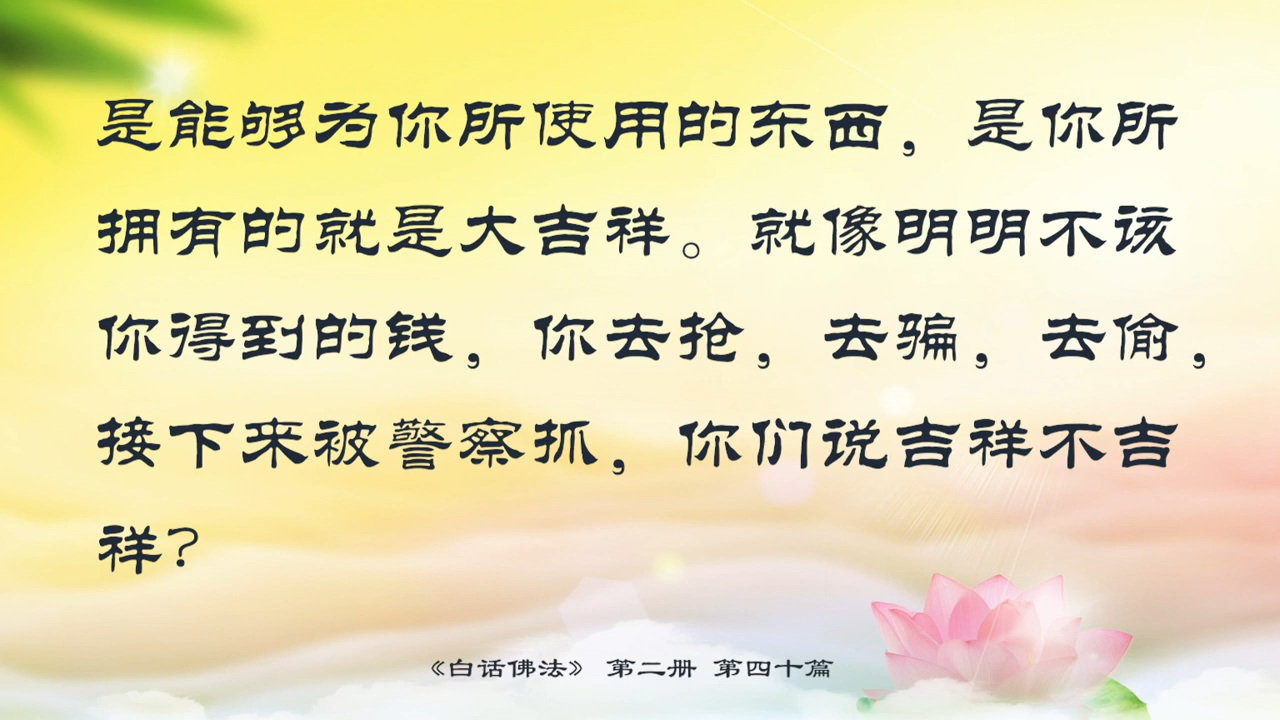 是能够为你所使用的东西，是你所
拥有的就是大吉祥。就像明明不该
你得到的钱，你去抢，去骗，去偷，
接下来被警察抓，你们说吉祥不吉
祥？
《白话佛法》 第二册 第四十篇